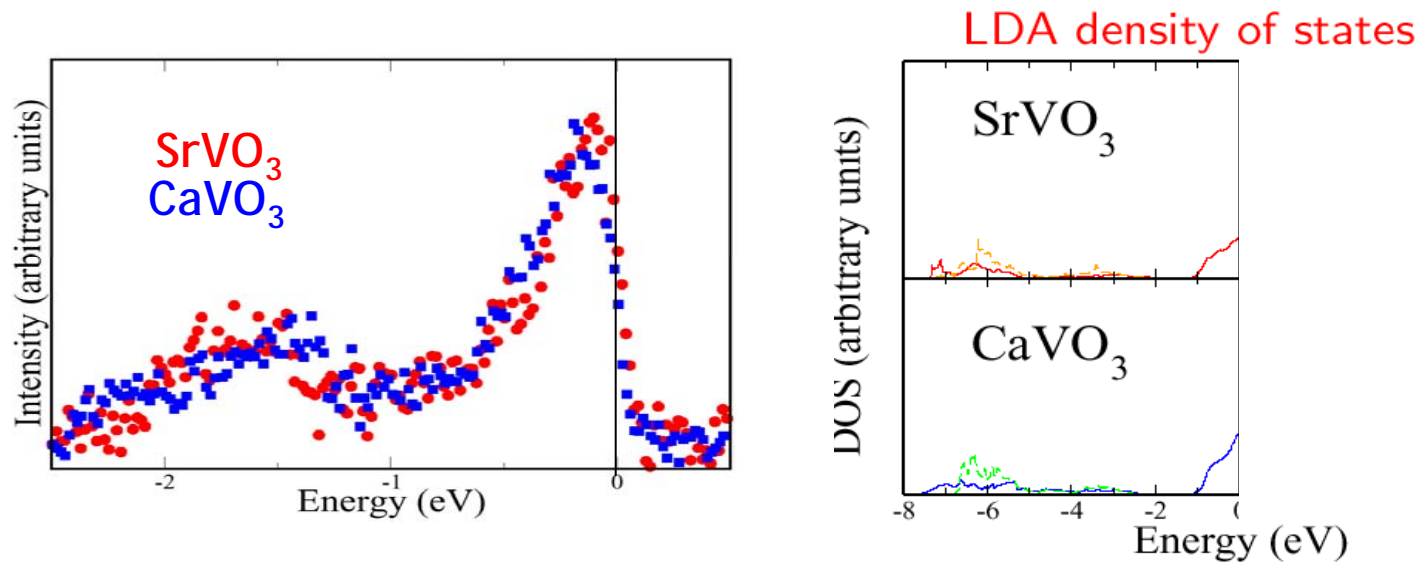 LDA density of states
Intensity (arbitrary units)
SrVO₃
CaVO₃
-2
-1
0
Energy (eV)
DOS (arbitrary units)
SrVO₃
CaVO₃
-8
-6
-4
-2
0
Energy (eV)